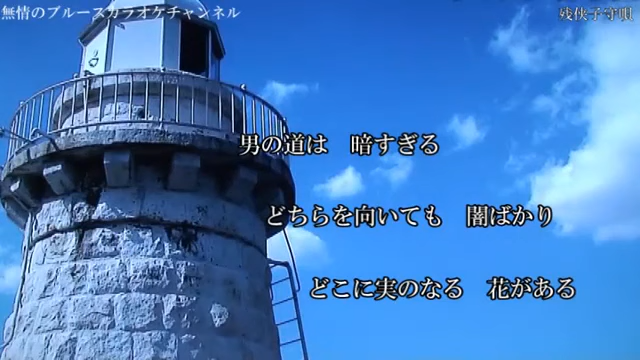 無情のブルースカラオケチャンネル
残侠子守唄
男の道は　暗すぎる
どちらを向いても　闇ばかり
どこに実のなる　花がある